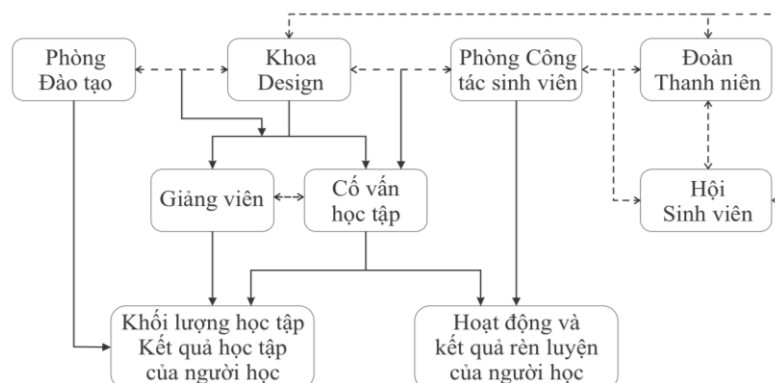 Phòng
Đào tạo
Khoa
Design
Phòng Công
tác sinh viên
Đoàn
Thanh niên
Giảng viên
Cố vấn
học tập
Hội
Sinh viên
Khối lượng học tập
Kết quả học tập
của người học
Hoạt động và
kết quả rèn luyện
của người học